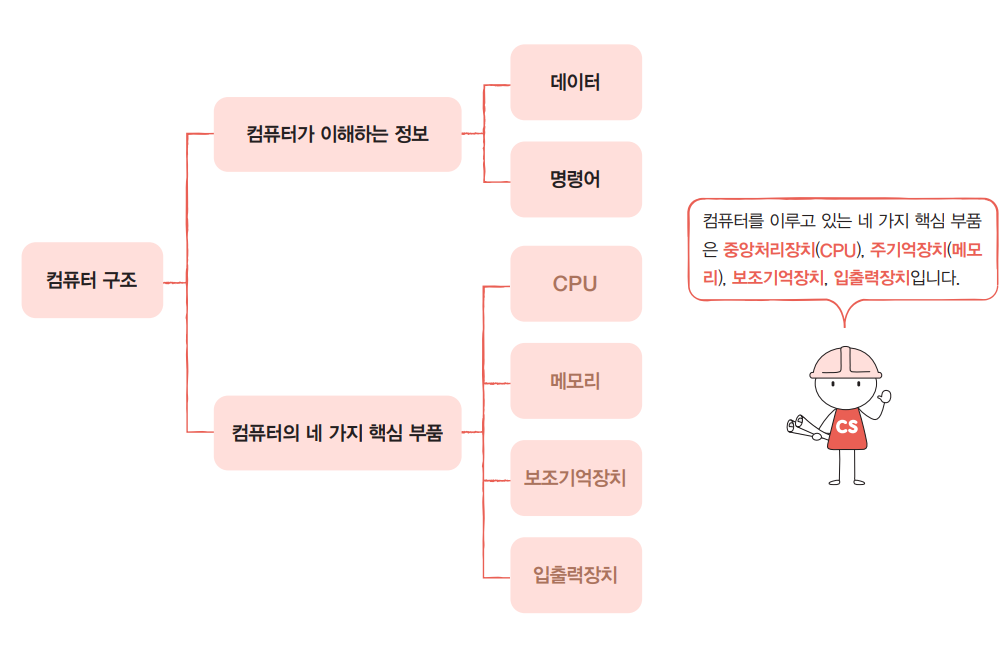 컴퓨터 구조
컴퓨터가 이해하는 정보
데이터
명령어
컴퓨터의 네 가지 핵심 부품
CPU
메모리
보조기억장치
입출력장치
컴퓨터를 이루고 있는 네 가지 핵심 부품
은 중앙처리장치(CPU), 주기억장치(메모
리), 보조기억장치, 입출력장치입니다.
CS